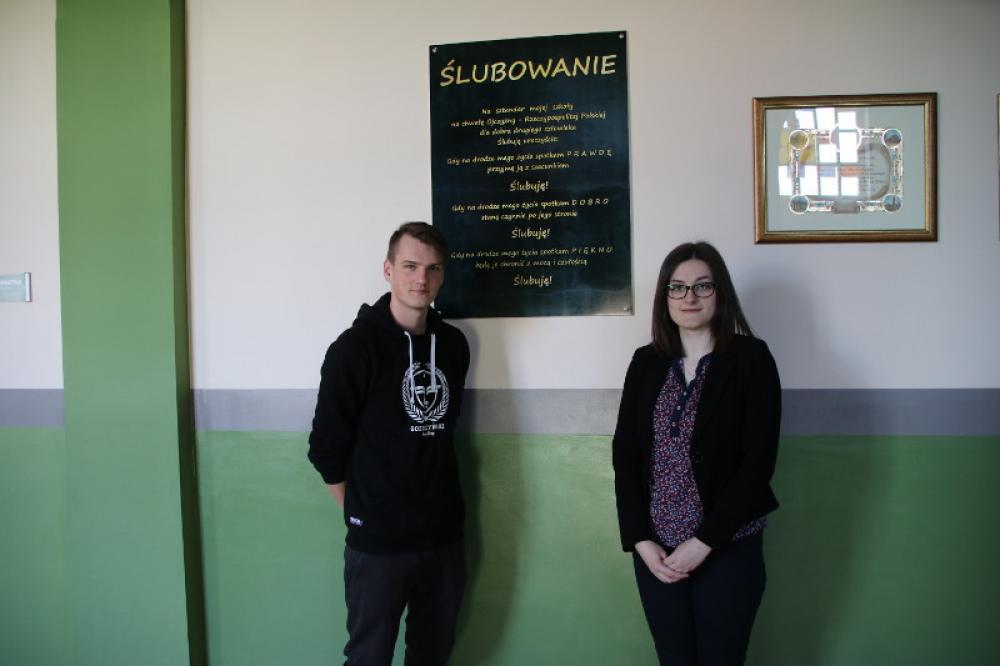 ŚLUBOWANIE
Na sztandar mojej szkoły
na chwałę Ojczyzny - Rzeczypospolitej Polskiej
dla dobra drugiego człowieka
ślubuję uroczyście:
Gdy na drodze mego życia spotkam PRAWDĘ
przyjmę ją z szacunkiem
Ślubuję!
Gdy na drodze mego życia spotkam DOBRO
stanę czynnie po jego stronie
Ślubuję!
Gdy na drodze mego życia spotkam PIĘKNO
będę je chronić z mocą i czułością
Ślubuję!